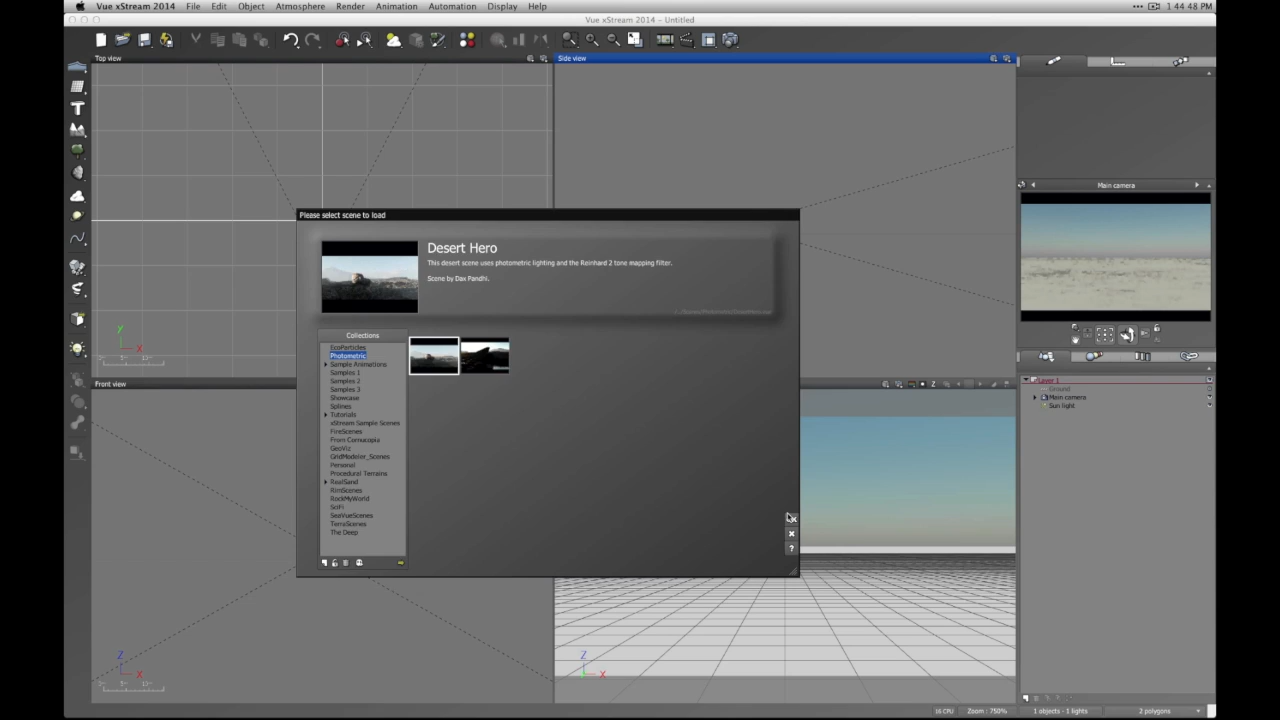 Vue xStream 2014 File Edit Object Atmosphere Render Animation Automation Display Help 1 44 48 PM
Vue xStream 2014 – Untitled
Top view
Side view
Main camera
Please select scene to load
Desert Hero
This desert scene uses photometric lighting and the Reinhard 2 tone mapping filter.
Scene by Dax Pandhi.
Collections
EcoParticles
Photometric
Sample Animations
Samples 1
Samples 2
Samples 3
Showcase
Splines
Tutorials
xStream Sample Scenes
FireScenes
From Cornucopia
GeoViz
GridModeler_Scenes
Personal
Procedural Terrains
RealSand
RimScenes
RockMyWorld
SciFi
SeaVueScenes
TerraScenes
The Deep
?
y
X
Front view
Z
X
Z
X
Layer 1
Ground
Main camera
Sun light
16 CPU Zoom : 750% 1 objects - 1 lights 2 polygons